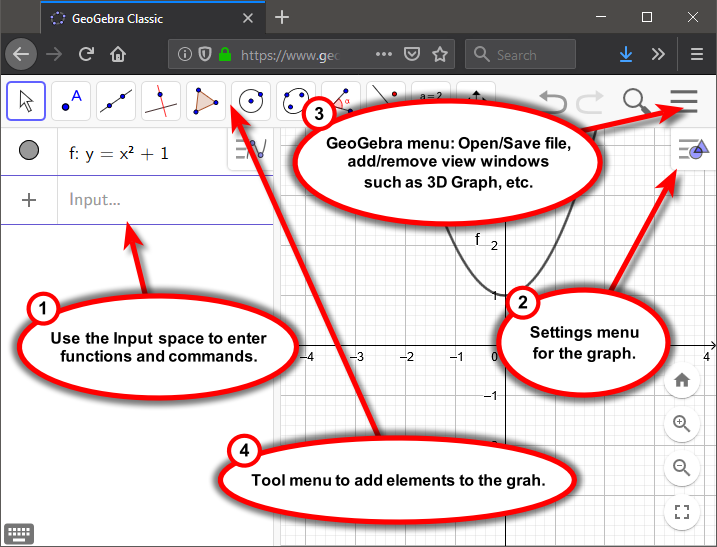 GeoGebra Classic
https://www.geo
Search
A
α
a = 2
f: y = x² + 1
Input...
3
GeoGebra menu: Open/Save file,
add/remove view windows
such as 3D Graph, etc.
f
2
1
1
Use the Input space to enter
functions and commands.
2
Settings menu
for the graph.
–4 –3 –2 –1 0 4
–1
4
Tool menu to add elements to the grah.